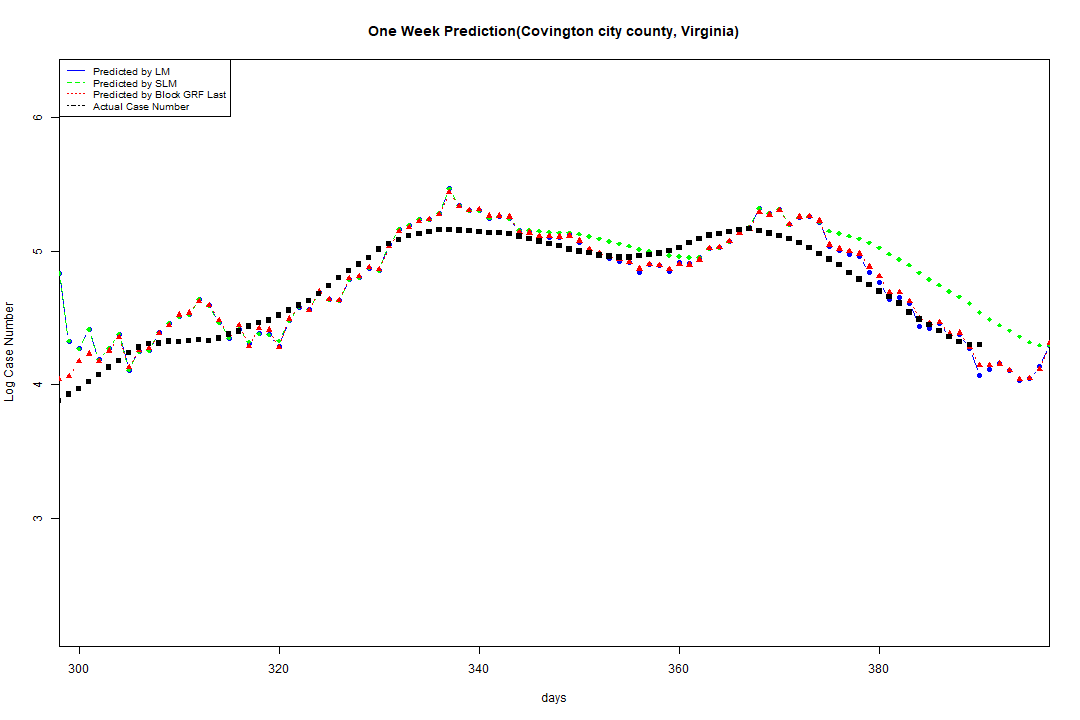 One Week Prediction(Covington city county, Virginia)
Predicted by LM
Predicted by SLM
Predicted by Block GRF Last
Actual Case Number
6
5
4
3
Log Case Number
300 320 340 360 380
days